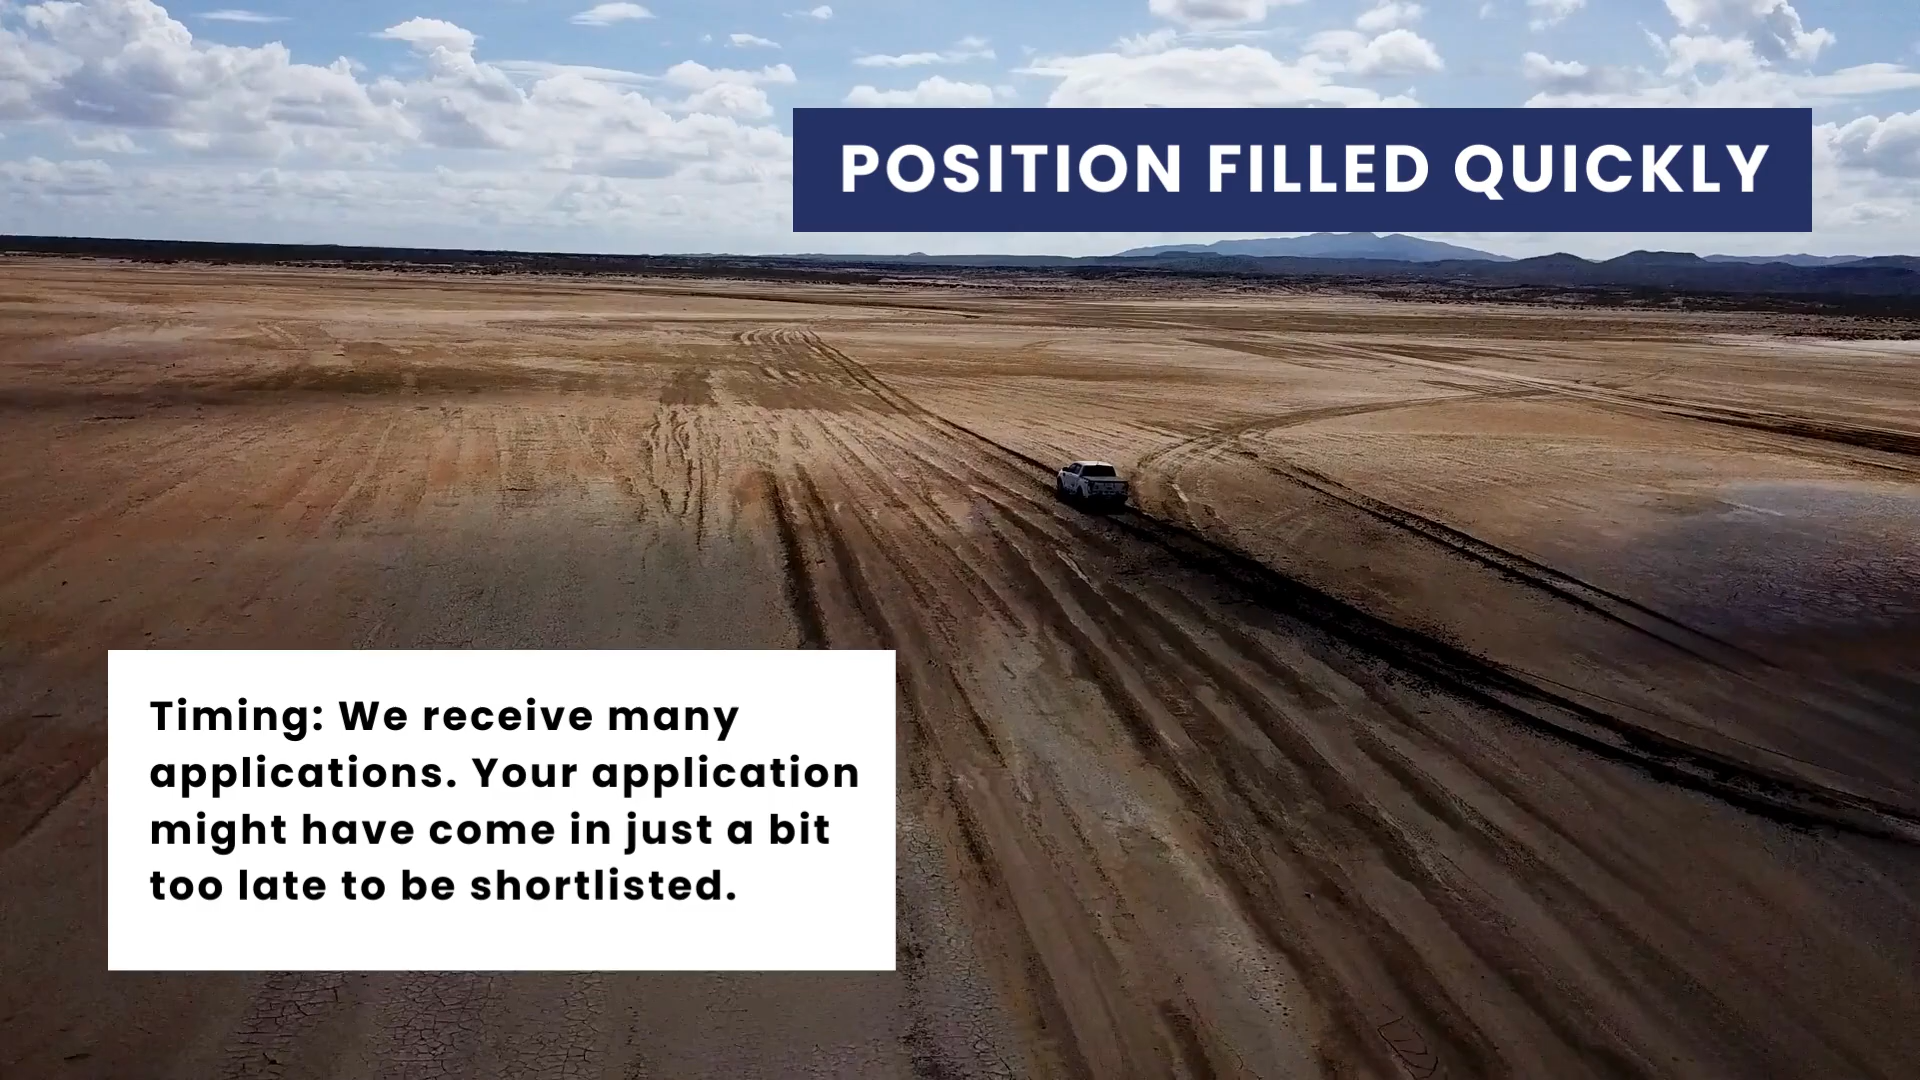 POSITION FILLED QUICKLY
Timing: We receive many
applications. Your application
might have come in just a bit
too late to be shortlisted.